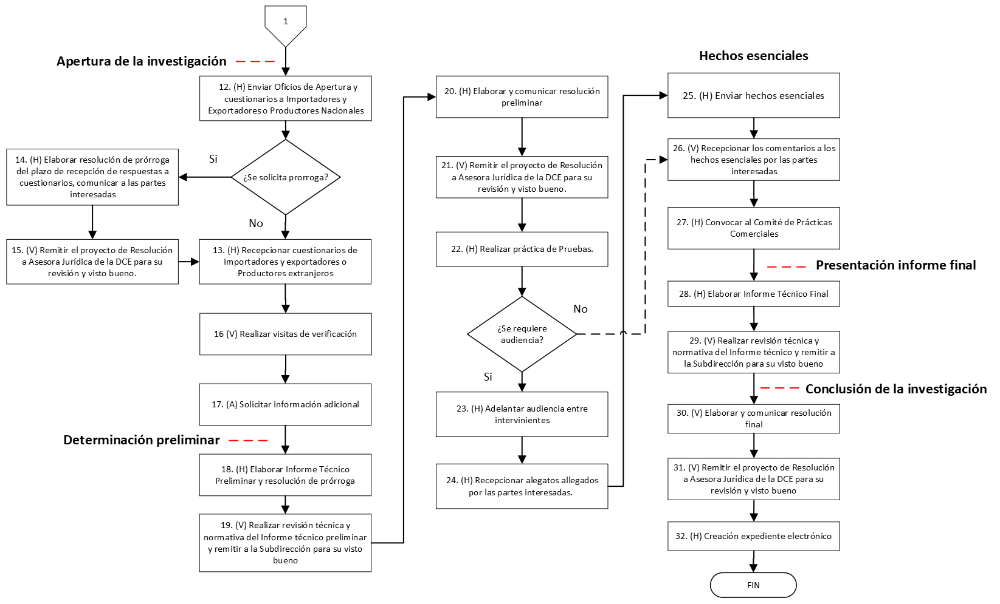 1
Apertura de la investigación
12. (H) Enviar Oficios de Apertura y
cuestionarios a Importadores y
Exportadores o Productores Nacionales
¿Se solicita prorroga?
Si
No
14. (H) Elaborar resolución de prórroga
del plazo de recepción de respuestas a
cuestionarios, comunicar a las partes
interesadas
15. (V) Remitir el proyecto de Resolución
a Asesora Jurídica de la DCE para su
revisión y visto bueno.
13. (H) Recepcionar cuestionarios de
Importadores y exportadores o
Productores extranjeros
16 (V) Realizar visitas de verificación
17. (A) Solicitar información adicional
Determinación preliminar
18. (H) Elaborar Informe Técnico
Preliminar y resolución de prórroga
19. (V) Realizar revisión técnica y
normativa del Informe técnico preliminar
y remitir a la Subdirección para su visto
bueno
20. (H) Elaborar y comunicar resolución
preliminar
21. (V) Remitir el proyecto de Resolución
a Asesora Jurídica de la DCE para su
revisión y visto bueno.
22. (H) Realizar práctica de Pruebas.
¿Se requiere
audiencia?
No
Si
23. (H) Adelantar audiencia entre
intervinientes
24. (H) Recepcionar alegatos allegados
por las partes interesadas.
Hechos esenciales
25. (H) Enviar hechos esenciales
26. (V) Recepcionar los comentarios a los
hechos esenciales por las partes
interesadas
27. (H) Convocar al Comité de Prácticas
Comerciales
Presentación informe final
28. (H) Elaborar Informe Técnico Final
29. (V) Realizar revisión técnica y
normativa del Informe técnico y remitir a
la Subdirección para su visto bueno
Conclusión de la investigación
30. (V) Elaborar y comunicar resolución
final
31. (V) Remitir el proyecto de Resolución
a Asesora Jurídica de la DCE para su
revisión y visto bueno
32. (H) Creación expediente electrónico
FIN